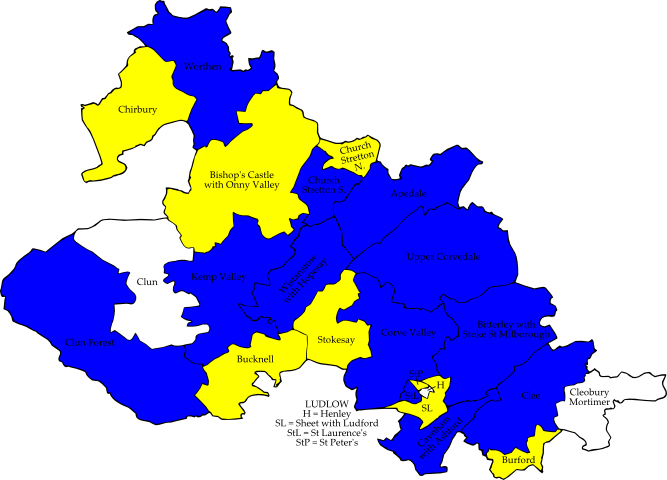 Worthen
Chirbury
Church
Stretton
N.
Bishop's Castle
with Onny Valley
Church
Stretton S.
Apedale
Upper Corvedale
Wistanstow
with Hopesay
Kemp Valley
Clun
Stokesay
Corve Valley
Bitterley with
Stoke St Milborough
Clun Forest
Bucknell
StP
H
StL
SL
Clee
Cleobury
Mortimer
LUDLOW
H = Henley
SL = Sheet with Ludford
StL = St Laurence's
StP = St Peter's
with Ashford
Burford